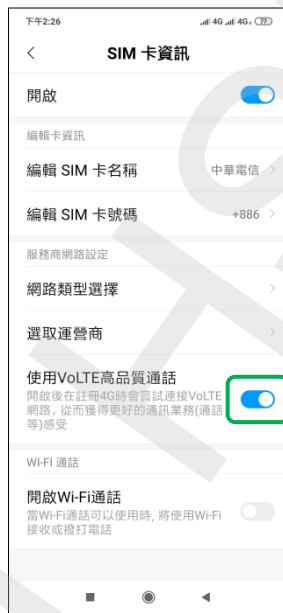 下午2:26 4G 4G 77
SIM 卡資訊
開啟
編輯卡資訊
編輯 SIM 卡名稱 中華電信
編輯 SIM 卡號碼 +886
服務商網路設定
網路類型選擇
選取運營商
使用VoLTE高品質通話
開啟後在註冊4G時會嘗試連接VoLTE
網路，從而獲得更好的通訊業務(通話
等)感受
WI-FI 通話
開啟Wi-Fi通話
當Wi-Fi通話可以使用時, 將使用Wi-Fi
接收或撥打電話